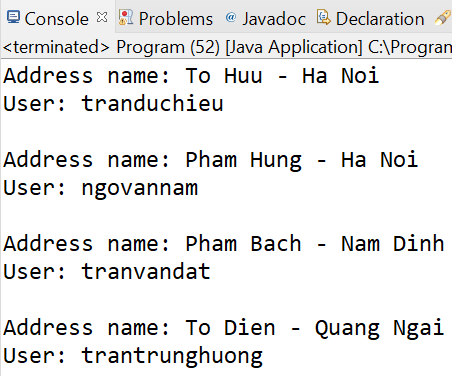 Console Problems @ Javadoc Declaration
<terminated> Program (52) [Java Application] C:\Program
Address name: To Huu - Ha Noi
User: tranduchieu
Address name: Pham Hung - Ha Noi
User: ngovannam
Address name: Pham Bach - Nam Dinh
User: tranvandat
Address name: To Dien - Quang Ngai
User: trantrunghuong